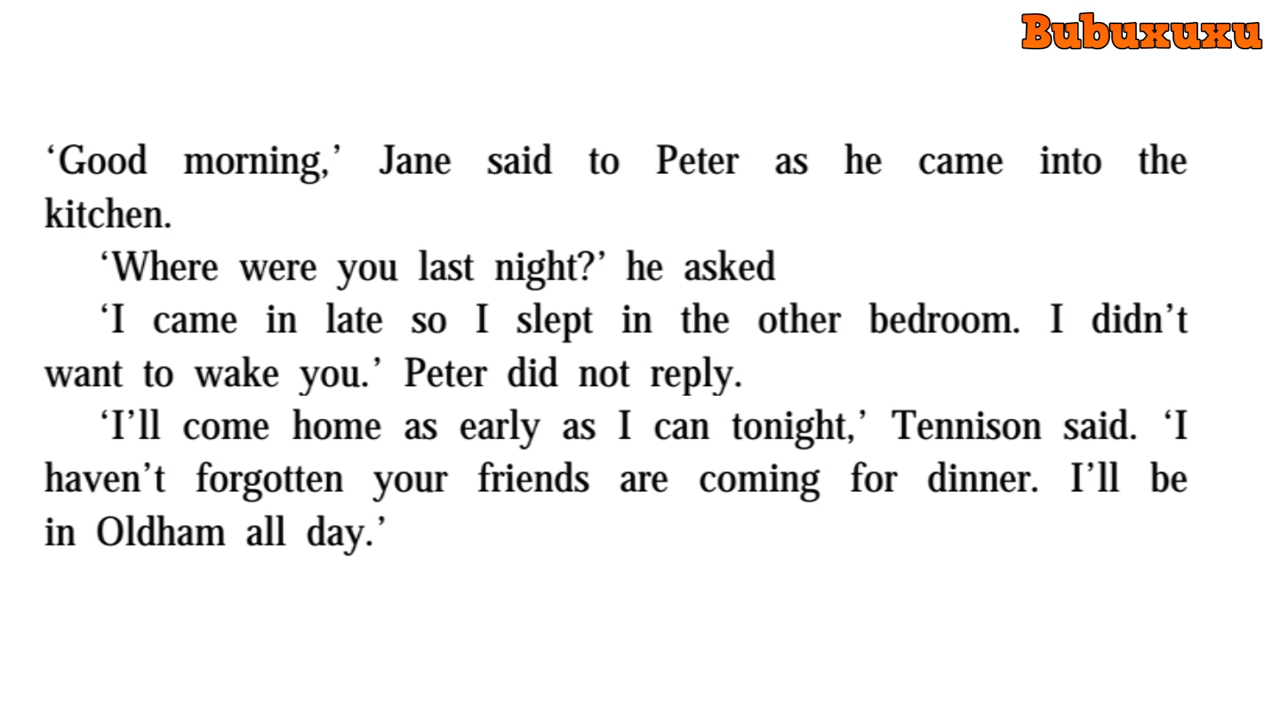 Bubuxuxu
‘Good morning,’ Jane said to Peter as he came into the
kitchen.
‘Where were you last night?’ he asked
‘I came in late so I slept in the other bedroom. I didn’t
want to wake you.’ Peter did not reply.
‘I’ll come home as early as I can tonight,’ Tennison said. ‘I
haven’t forgotten your friends are coming for dinner. I’ll be
in Oldham all day.’